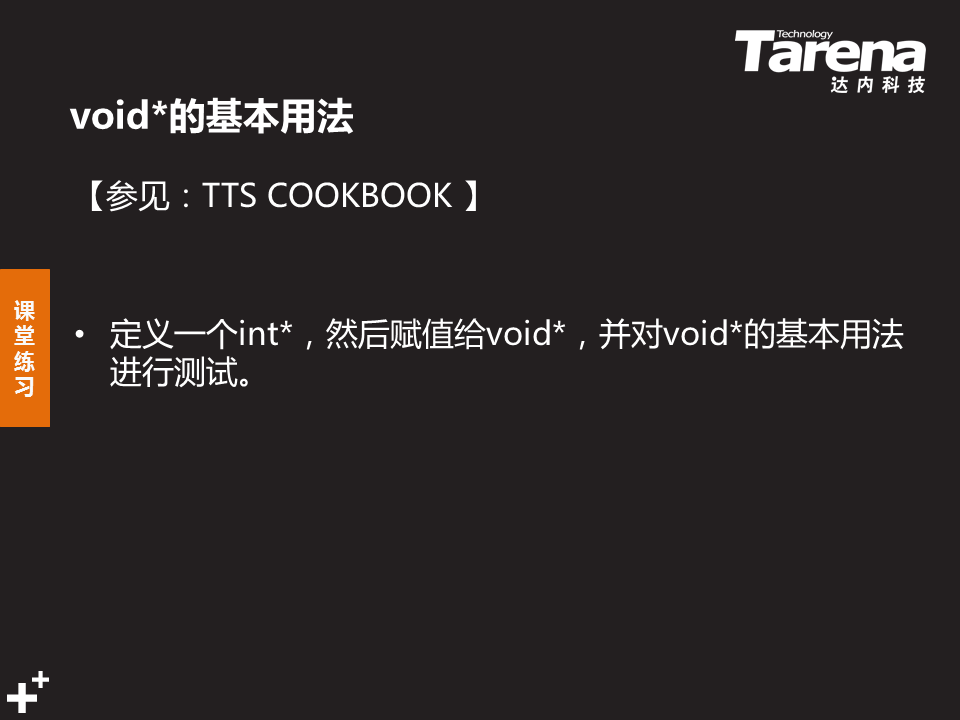 Technology
Tarena
达内科技
void*的基本用法
【参见：TTS COOKBOOK 】
课
堂
练
习
• 定义一个int*，然后赋值给void*，并对void*的基本用法
进行测试。